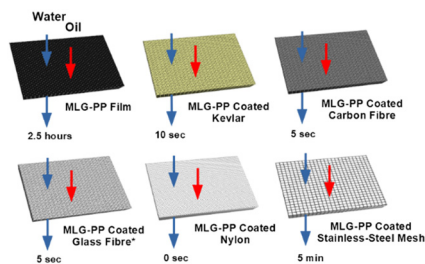 Water
Oil
MLG-PP Film
2.5 hours
MLG-PP Coated
Kevlar
10 sec
MLG-PP Coated
Carbon Fibre
5 sec
MLG-PP Coated
Glass Fibre*
5 sec
MLG-PP Coated
Nylon
0 sec
MLG-PP Coated
Stainless-Steel Mesh
5 min